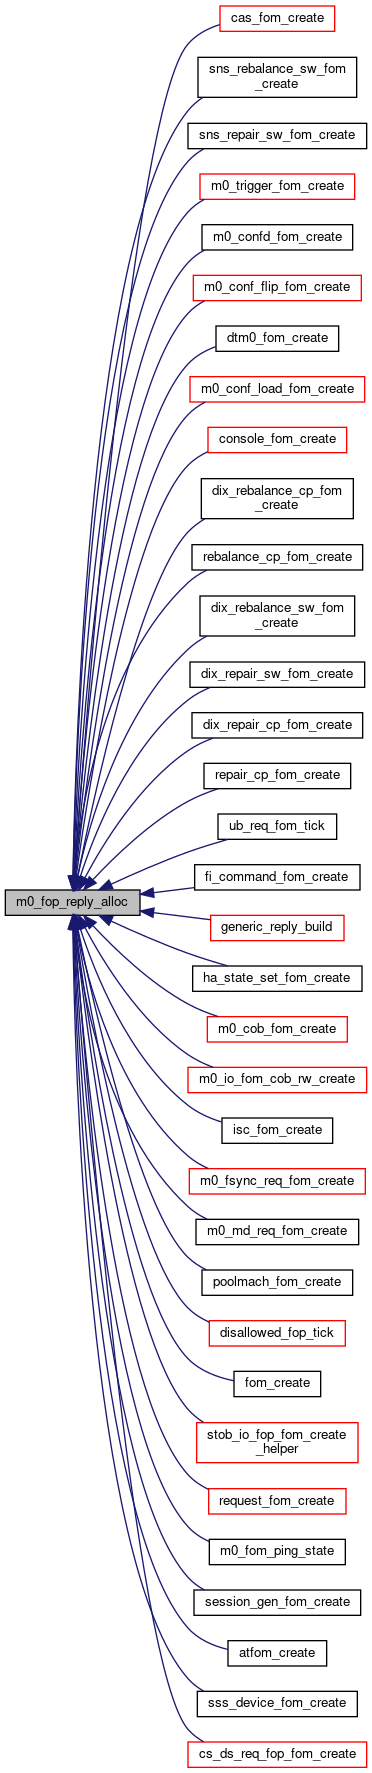 cas_fom_create
sns_rebalance_sw_fom
_create
sns_repair_sw_fom_create
m0_trigger_fom_create
m0_confd_fom_create
m0_conf_flip_fom_create
dtm0_fom_create
m0_conf_load_fom_create
console_fom_create
dix_rebalance_cp_fom
_create
rebalance_cp_fom_create
dix_rebalance_sw_fom
_create
dix_repair_sw_fom_create
dix_repair_cp_fom_create
repair_cp_fom_create
ub_req_fom_tick
fi_command_fom_create
m0_fop_reply_alloc
generic_reply_build
ha_state_set_fom_create
m0_cob_fom_create
m0_io_fom_cob_rw_create
isc_fom_create
m0_fsync_req_fom_create
m0_md_req_fom_create
poolmach_fom_create
disallowed_fop_tick
fom_create
stob_io_fop_fom_create
_helper
request_fom_create
m0_fom_ping_state
session_gen_fom_create
atfom_create
sss_device_fom_create
cs_ds_req_fop_fom_create